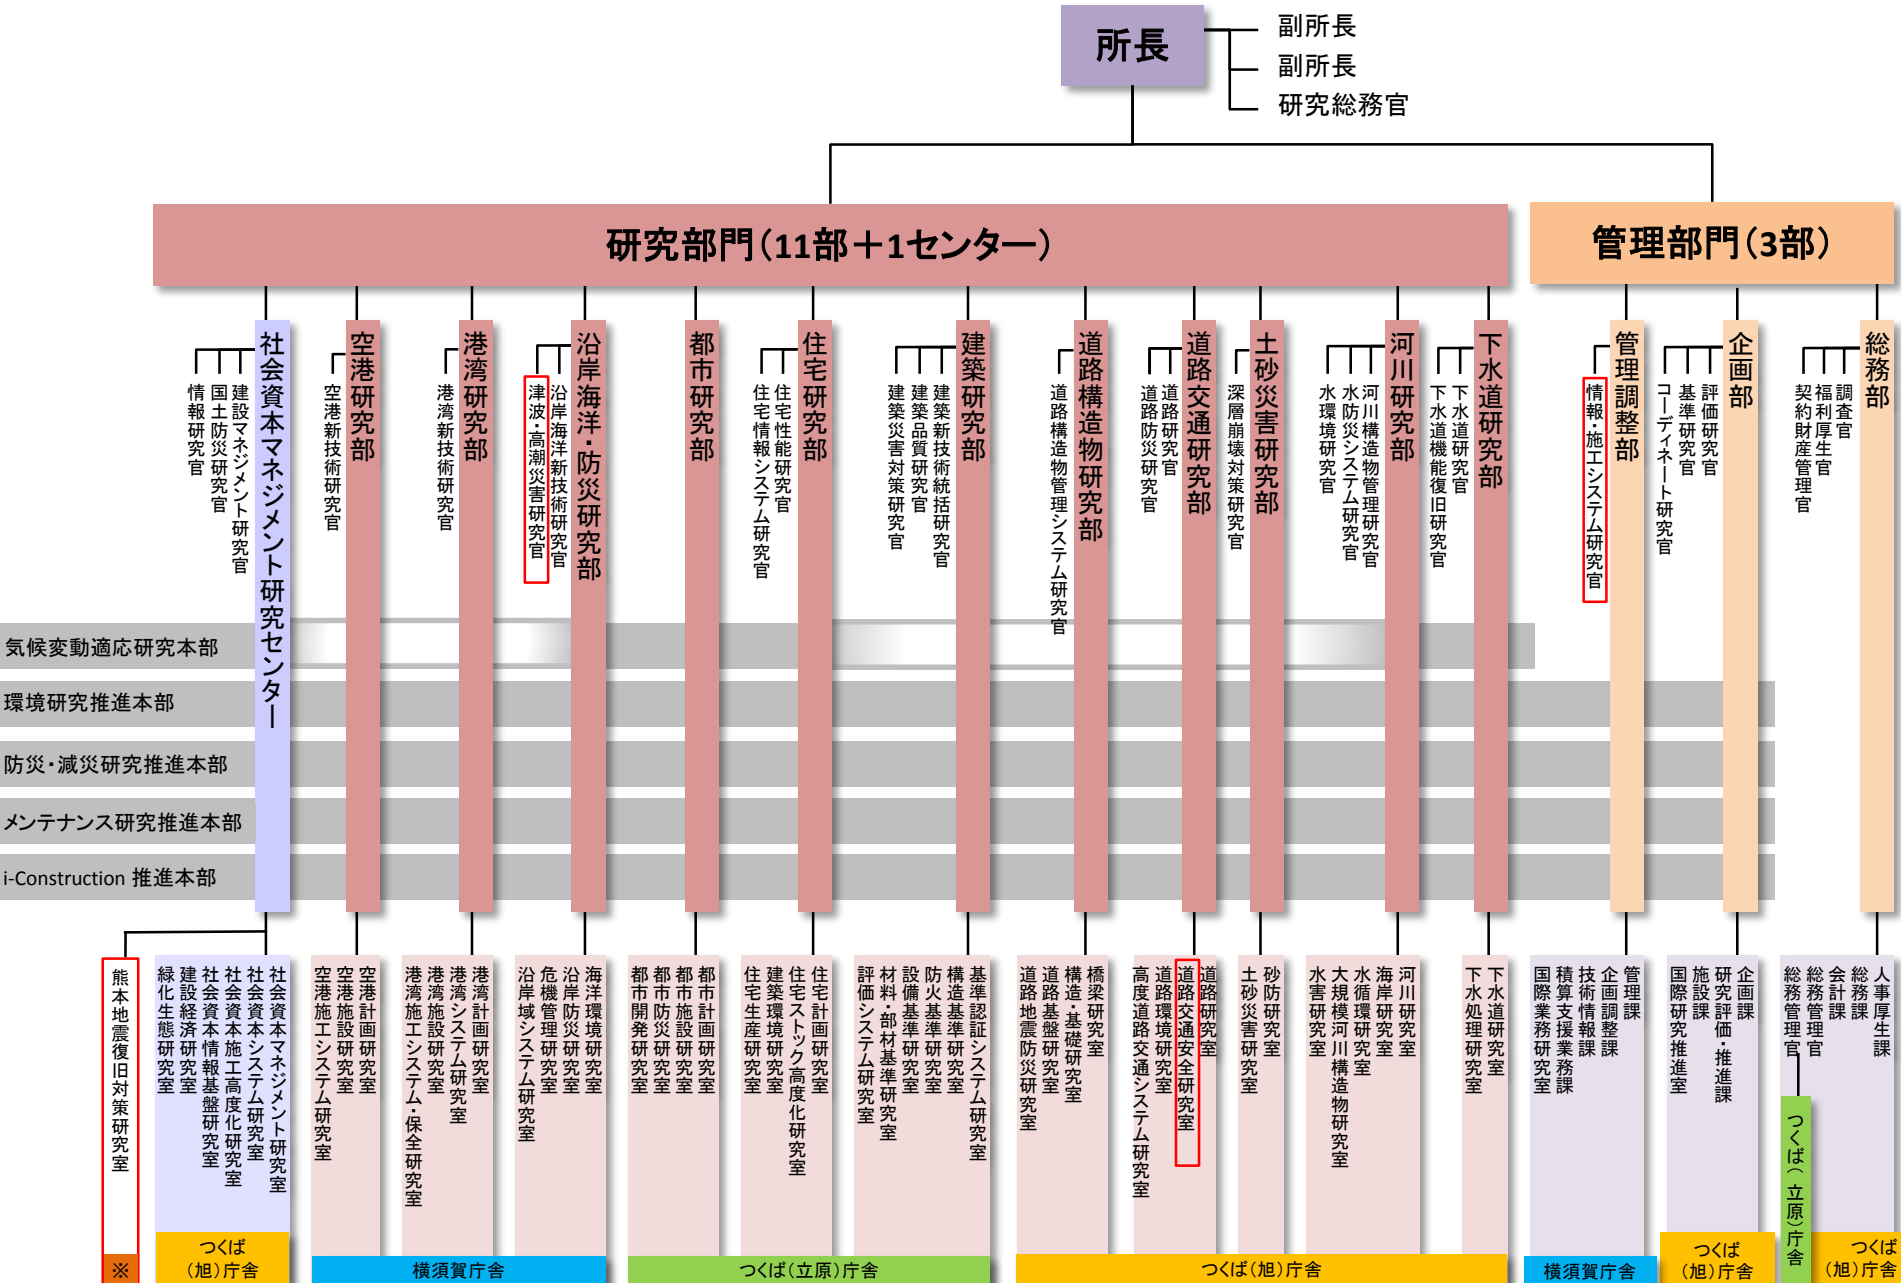 所長
副所長
副所長
研究総務官
研究部門（11部＋1センター）
管理部門（3部）
社会資本マネジメント研究センター
建設マネジメント研究官
国土防災研究官
情報研究官
空港研究部
空港新技術研究官
港湾研究部
港湾新技術研究官
沿岸海洋・防災研究部
沿岸海洋新技術研究官
津波・高潮災害研究官
都市研究部
住宅研究部
住宅性能研究官
住宅情報システム研究官
建築研究部
建築新技術統括研究官
建築品質研究官
建築災害対策研究官
道路構造物研究部
道路構造物管理システム研究官
道路交通研究部
道路研究官
道路防災研究官
土砂災害研究部
深層崩壊対策研究官
河川研究部
河川構造物管理研究官
水防災システム研究官
水環境研究官
下水道研究部
下水道研究官
下水道機能復旧研究官
管理調整部
情報・施工システム研究官
企画部
評価研究官
基準研究官
コーディネート研究官
総務部
調査官
福利厚生官
契約財産管理官
気候変動適応研究本部
環境研究推進本部
防災・減災研究推進本部
メンテナンス研究推進本部
i-Construction 推進本部
熊本地震復旧対策研究室
※
社会資本マネジメント研究室
社会資本システム研究室
社会資本施工高度化研究室
社会資本情報基盤研究室
建設経済研究室
緑化生態研究室
つくば
（旭）庁舎
空港計画研究室
空港施設研究室
空港施工システム研究室
港湾計画研究室
港湾システム研究室
港湾施設研究室
港湾施工システム・保全研究室
海洋環境研究室
沿岸防災研究室
危機管理研究室
沿岸域システム研究室
横須賀庁舎
都市計画研究室
都市施設研究室
都市防災研究室
都市開発研究室
住宅計画研究室
住宅ストック高度化研究室
建築環境研究室
住宅生産研究室
基準認証システム研究室
構造基準研究室
防火基準研究室
設備基準研究室
材料・部材基準研究室
評価システム研究室
つくば（立原）庁舎
橋梁研究室
構造・基礎研究室
道路基盤研究室
道路地震防災研究室
道路研究室
道路交通安全研究室
道路環境研究室
高度道路交通システム研究室
砂防研究室
土砂災害研究室
河川研究室
海岸研究室
水循環研究室
大規模河川構造物研究室
水害研究室
下水道研究室
下水処理研究室
つくば（旭）庁舎
管理課
企画調整課
技術情報課
積算支援業務課
国際業務研究室
横須賀庁舎
企画課
研究評価・推進課
施設課
国際研究推進室
つくば
（旭）庁舎
人事厚生課
総務課
会計課
総務管理官
総務管理官
つくば（立原）庁舎
つくば
（旭）庁舎